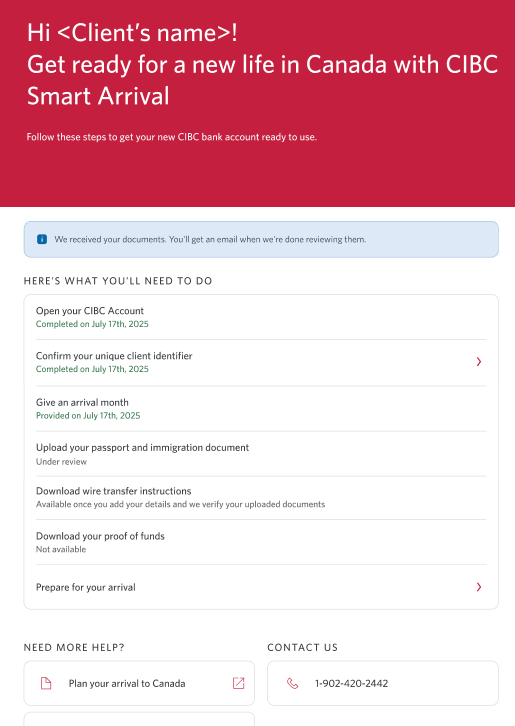 Hi <Client's name>!
Get ready for a new life in Canada with CIBC
Smart Arrival
Follow these steps to get your new CIBC bank account ready to use.
We received your documents. You'll get an email when we're done reviewing them.
HERE'S WHAT YOU'LL NEED TO DO
Open your CIBC Account
Completed on July 17th, 2025
Confirm your unique client identifier
Completed on July 17th, 2025
Give an arrival month
Provided on July 17th, 2025
Upload your passport and immigration document
Under review
Download wire transfer instructions
Available once you add your details and we verify your uploaded documents
Download your proof of funds
Not available
Prepare for your arrival
NEED MORE HELP?
CONTACT US
Plan your arrival to Canada
1-902-420-2442